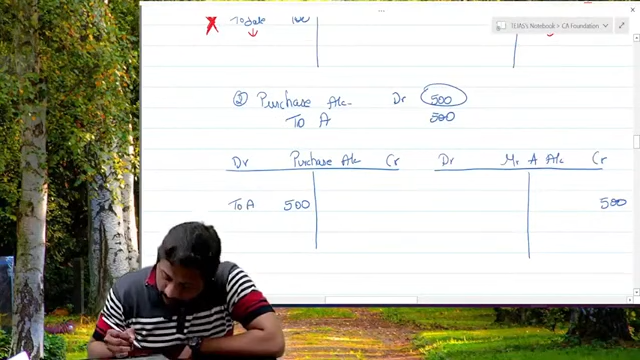 ...
TEJAS's Notebook > CA Foundation
X To Sale 100
② Purchase A/c Dr 500
To A 500
Dr Purchase A/c Cr Dr Mr A A/c Cr
To A 500 500